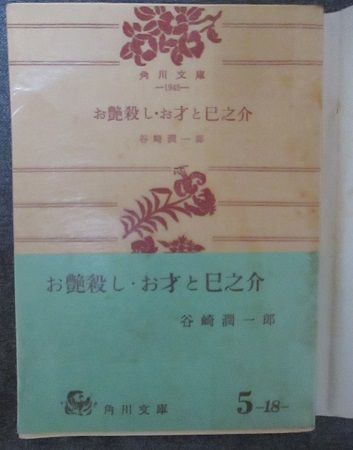 角川文庫
—1945—
お艶殺し・お才と巳之介
谷崎潤一郎
お艶殺し・お才と巳之介
谷崎潤一郎
角川文庫
5-18-